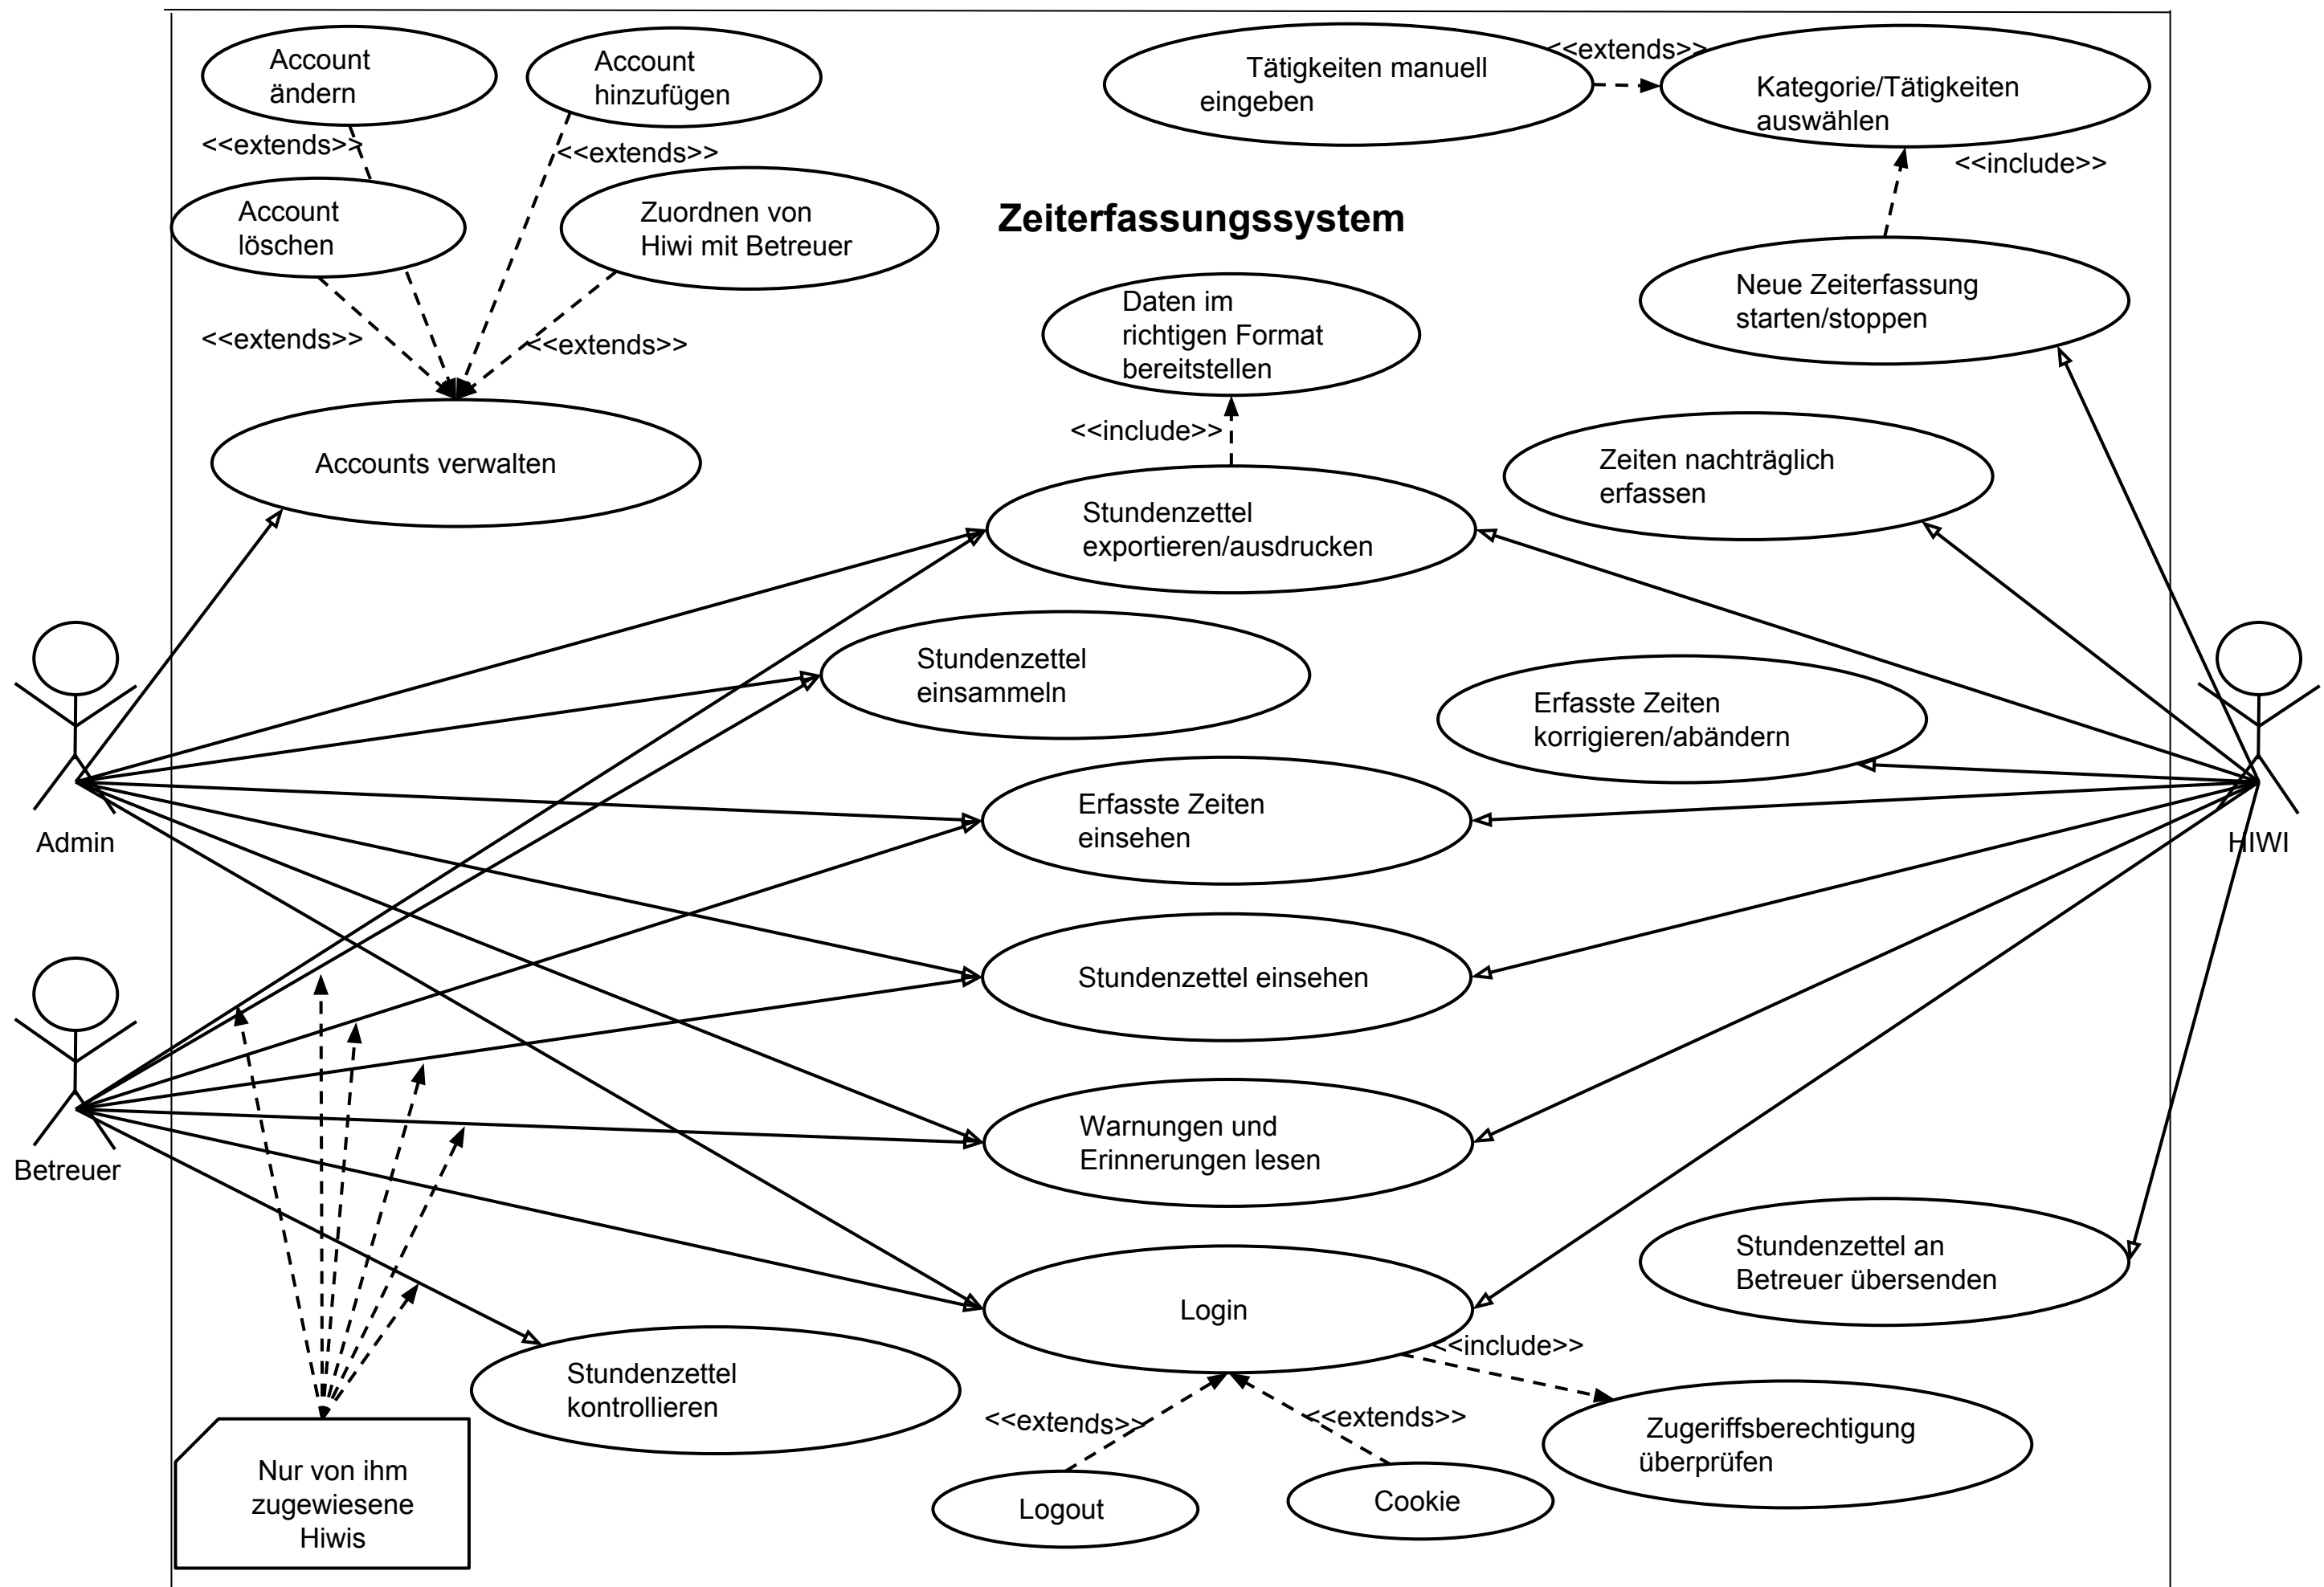 Account
ändern
Account
hinzufügen
Tätigkeiten manuell
eingeben
<<extends>>
Kategorie/Tätigkeiten
auswählen
<<extends>>
<<extends>>
<<include>>
Account
löschen
Zuordnen von
Hiwi mit Betreuer
Zeiterfassungssystem
Neue Zeiterfassung
starten/stoppen
Daten im
richtigen Format
bereitstellen
<<extends>>
<<extends>>
<<include>>
Accounts verwalten
Zeiten nachträglich
erfassen
Stundenzettel
exportieren/ausdrucken
Stundenzettel
einsammeln
Erfasste Zeiten
korrigieren/abändern
Erfasste Zeiten
einsehen
Admin
HIWI
Stundenzettel einsehen
Warnungen und
Erinnerungen lesen
Betreuer
Stundenzettel an
Betreuer übersenden
Login
<<include>>
Stundenzettel
kontrollieren
<<extends>>
<<extends>>
Zugeriffsberechtigung
überprüfen
Nur von ihm
zugewiesene
Hiwis
Logout
Cookie